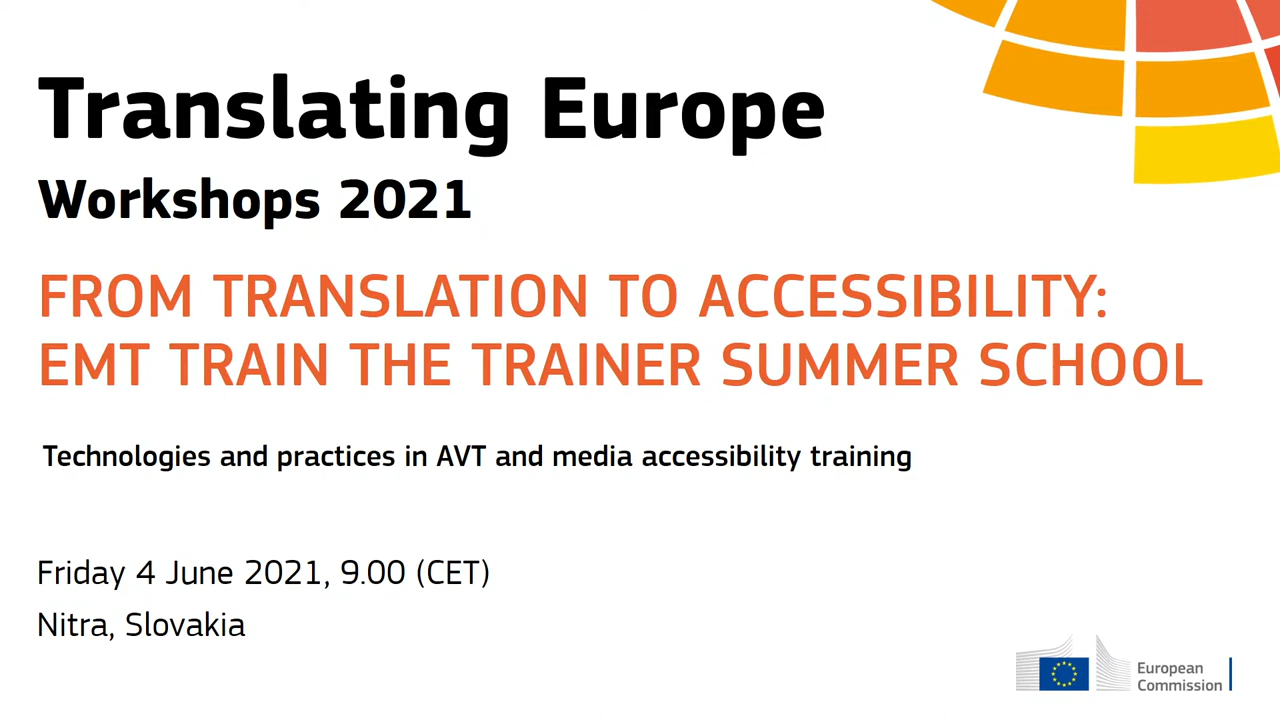 Translating Europe
Workshops 2021
FROM TRANSLATION TO ACCESSIBILITY:
EMT TRAIN THE TRAINER SUMMER SCHOOL
Technologies and practices in AVT and media accessibility training
Friday 4 June 2021, 9.00 (CET)
Nitra, Slovakia
European
Commission